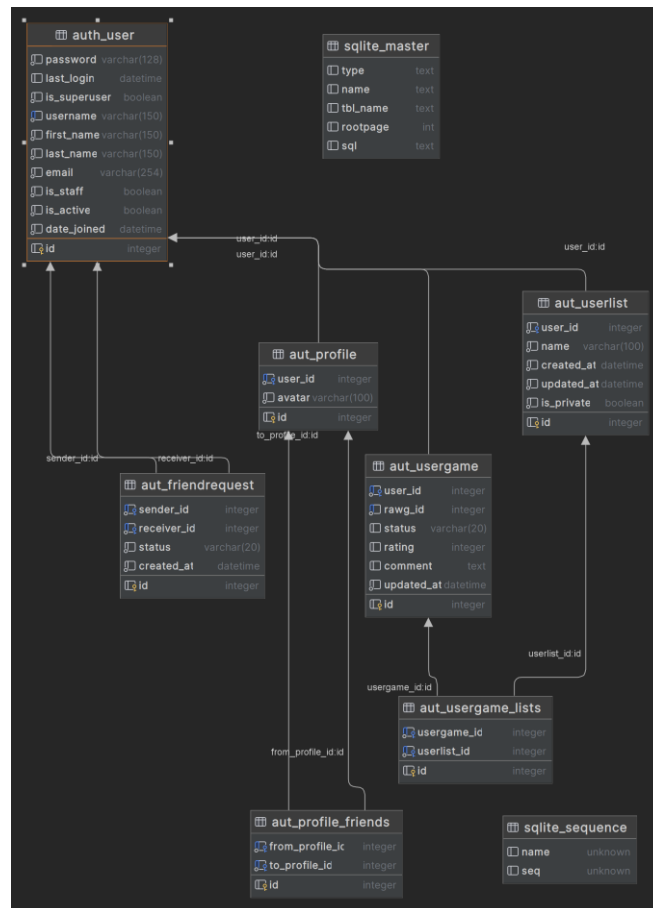 auth_user
password varchar(128)
last_login datetime
is_superuser boolean
username varchar(150)
first_name varchar(150)
last_name varchar(150)
email varchar(254)
is_staff boolean
is_active boolean
date_joined datetime
id integer
sqlite_master
type text
name text
tbl_name text
rootpage int
sql text
user_id:id
user_id:id
user_id:id
aut_userlist
user_id integer
name varchar(100)
created_at datetime
updated_at datetime
is_private boolean
id integer
aut_profile
user_id integer
avatar varchar(100)
id integer
to_profile_id:id
sender_id:id
receiver_id:id
aut_friendrequest
sender_id integer
receiver_id integer
status varchar(20)
created_at datetime
id integer
aut_usergame
user_id integer
rawg_id integer
status varchar(20)
rating integer
comment text
updated_at datetime
id integer
userlist_id:id
usergame_id:id
aut_usergame_lists
usergame_id integer
userlist_id integer
id integer
from_profile_id:id
aut_profile_friends
from_profile_id integer
to_profile_id integer
id integer
sqlite_sequence
name unknown
seq unknown